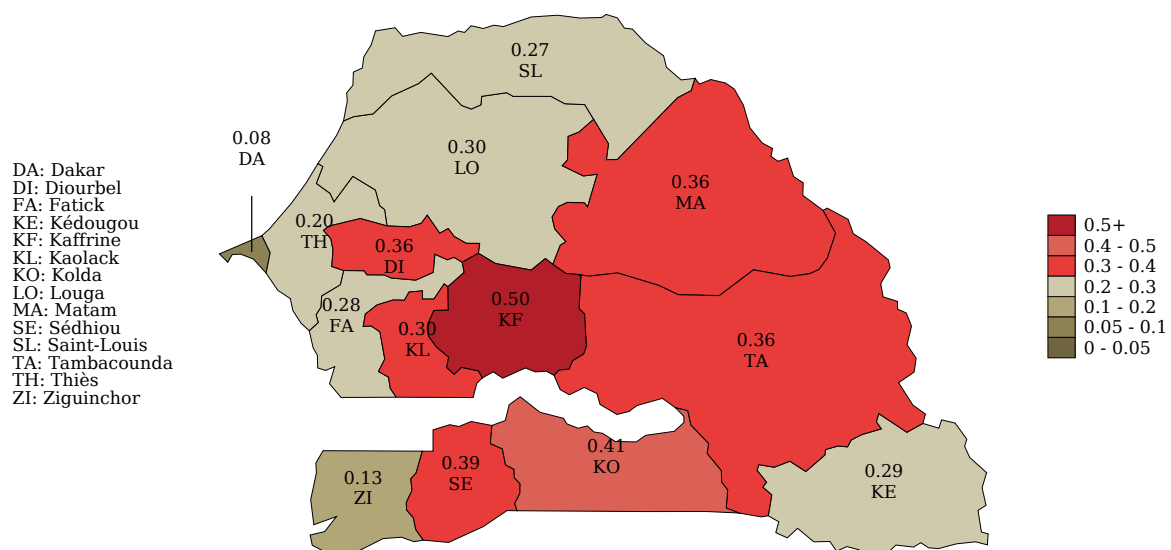 0.27
SL
0.08
DA
0.30
LO
DA: Dakar
DI: Diourbel
FA: Fatick
KE: Kédougou
KF: Kaffrine
KL: Kaolack
KO: Kolda
LO: Louga
MA: Matam
SE: Sédhiou
SL: Saint-Louis
TA: Tambacounda
TH: Thiès
ZI: Ziguinchor
0.36
MA
0.20
TH
0.36
DI
0.28
FA
0.30
KL
0.50
KF
0.36
TA
0.13
ZI
0.39
SE
0.41
KO
0.29
KE
0.5+
0.4 - 0.5
0.3 - 0.4
0.2 - 0.3
0.1 - 0.2
0.05 - 0.1
0 - 0.05